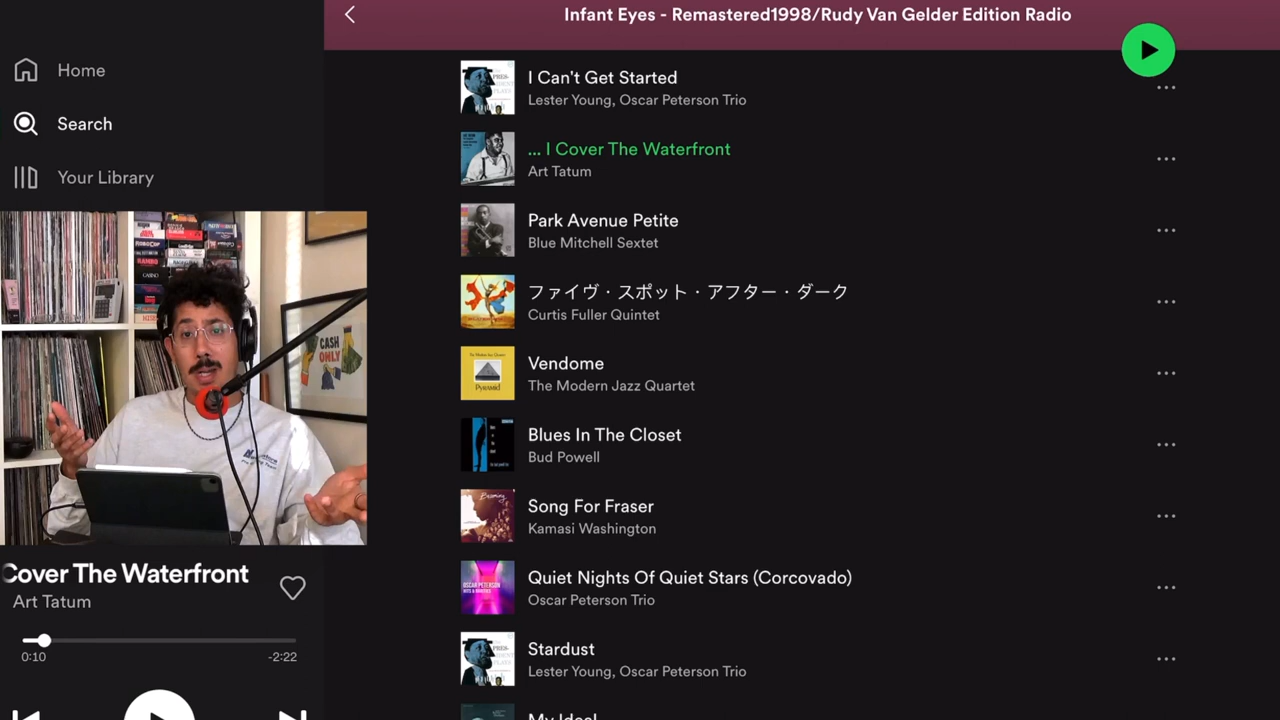 Infant Eyes - Remastered1998/Rudy Van Gelder Edition Radio
Home
Search
Your Library
I Can't Get Started
Lester Young, Oscar Peterson Trio
... I Cover The Waterfront
Art Tatum
Park Avenue Petite
Blue Mitchell Sextet
ファイヴ・スポット・アフター・ダーク
Curtis Fuller Quintet
Vendome
The Modern Jazz Quartet
Blues In The Closet
Bud Powell
Song For Fraser
Kamasi Washington
Quiet Nights Of Quiet Stars (Corcovado)
Oscar Peterson Trio
Stardust
Lester Young, Oscar Peterson Trio
My Ideal
CASH
ONLY
Cover The Waterfront
Art Tatum
0:10
-2:22